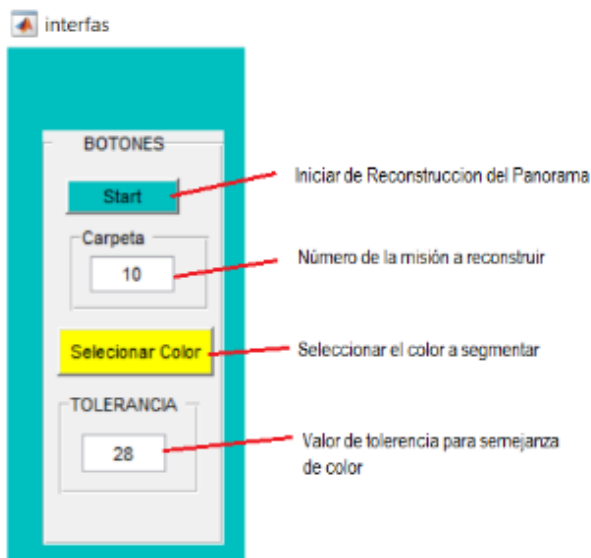 interfas
BOTONES
Start
Iniciar de Reconstruccion del Panorama
Carpeta
10
Número de la misión a reconstruir
Selecionar Color
Seleccionar el color a segmentar
TOLERANCIA
28
Valor de tolerencia para semejanza
de color